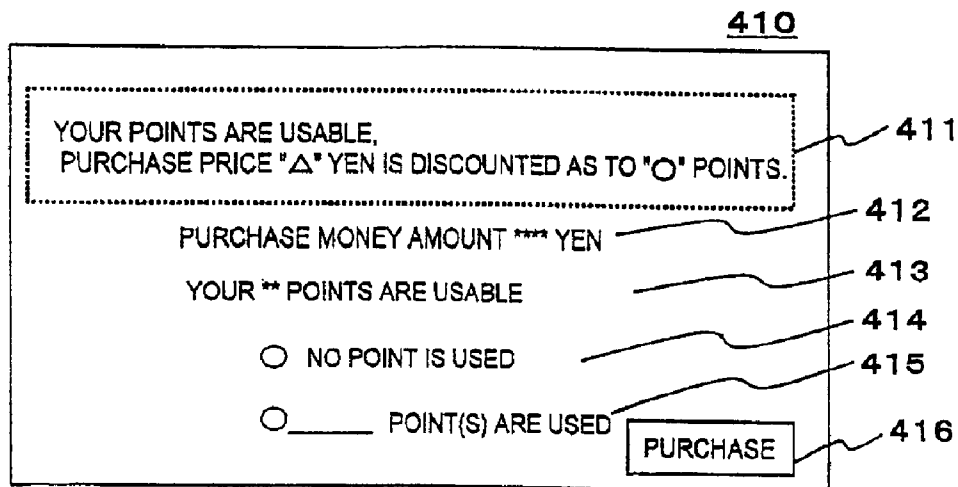 410
YOUR POINTS ARE USABLE,
PURCHASE PRICE "△" YEN IS DISCOUNTED AS TO "○" POINTS.
411
PURCHASE MONEY AMOUNT **** YEN
412
YOUR ** POINTS ARE USABLE
413
○ NO POINT IS USED
414
○______ POINT(S) ARE USED
415
PURCHASE
416